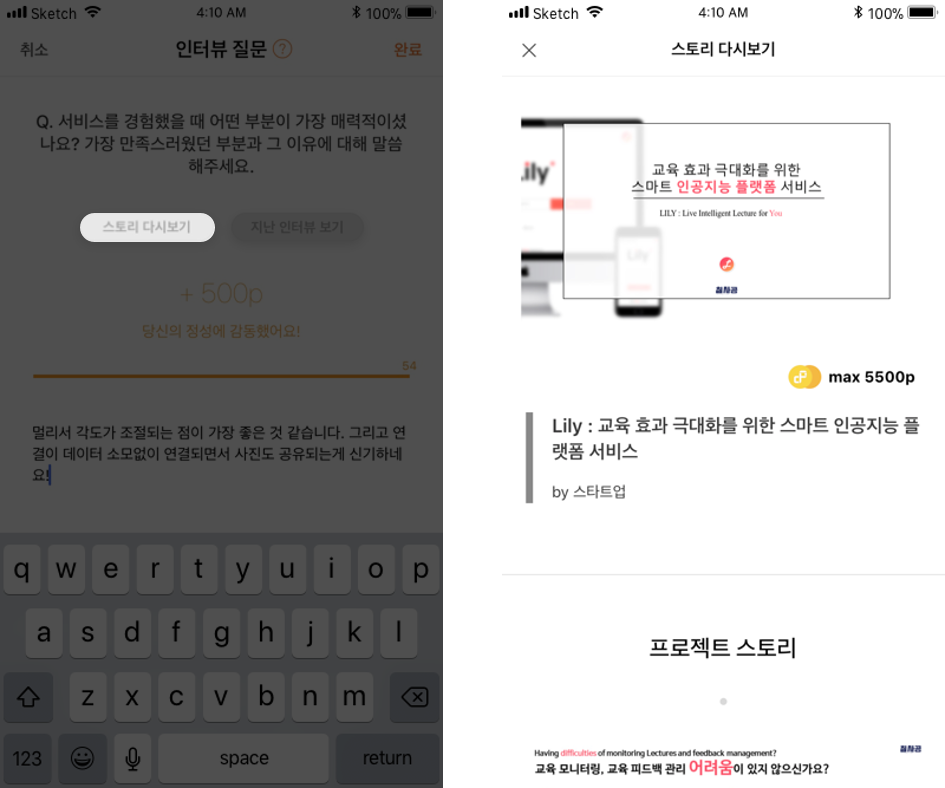 Sketch 4:10 AM 100%
취소 인터뷰 질문 ? 완료
Q. 서비스를 경험했을 때 어떤 부분이 가장 매력적이셨
나요? 가장 만족스러웠던 부분과 그 이유에 대해 말씀
해주세요.
스토리 다시보기 지난 인터뷰 보기
+ 500p
당신의 정성에 감동했어요!
54
멀리서 각도가 조절되는 점이 가장 좋은 것 같습니다. 그리고 연
결이 데이터 소모없이 연결되면서 사진도 공유되는게 신기하네
요!
q w e r t y u i o p
a s d f g h j k l
z x c v b n m
123 space return
Sketch 4:10 AM 100%
스토리 다시보기
Lily
교육 효과 극대화를 위한
스마트 인공지능 플랫폼 서비스
LILY : Live Intelligent Lecture for You
Lily
칠차공
max 5500p
Lily : 교육 효과 극대화를 위한 스마트 인공지능 플
랫폼 서비스
by 스타트업
프로젝트 스토리
Having difficulties of monitoring Lectures and feedback management?
칠차공
교육 모니터링, 교육 피드백 관리 어려움이 있지 않으신가요?